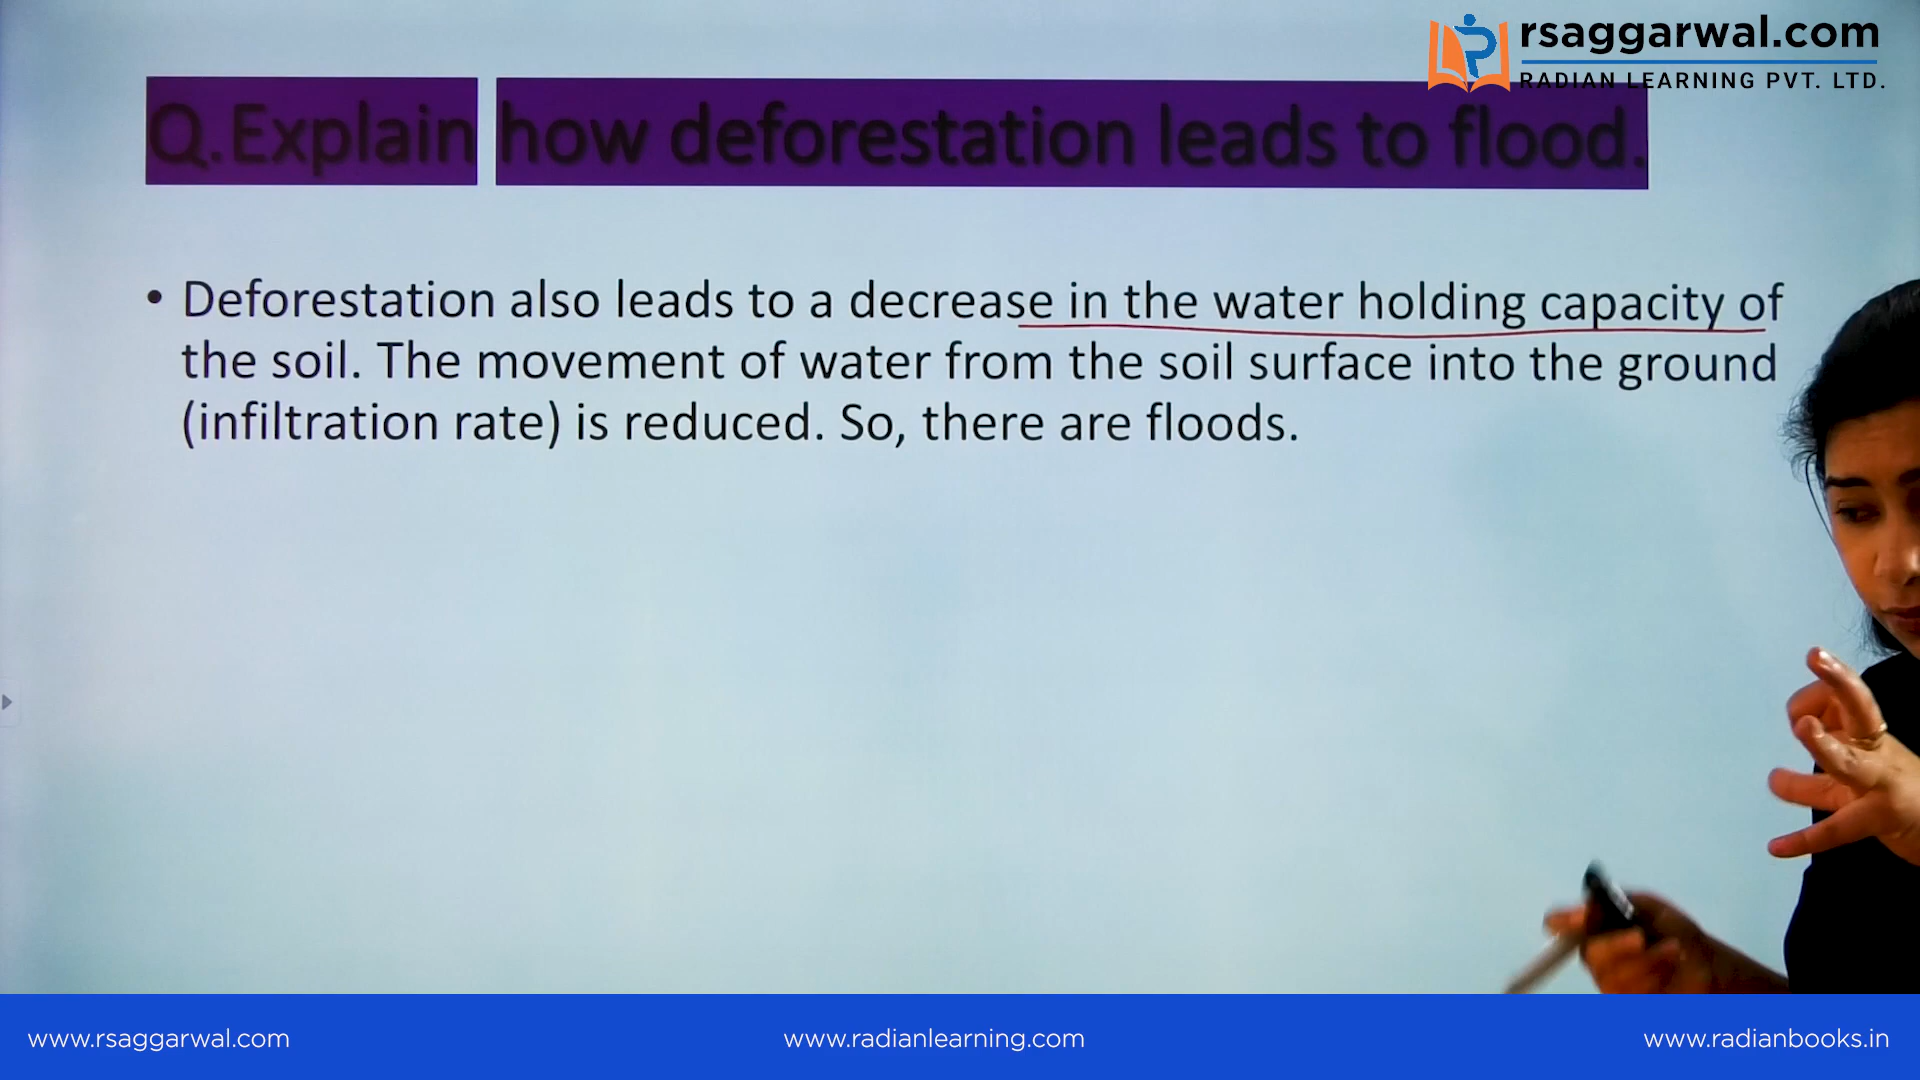 rsaggarwal.com
RADIAN LEARNING PVT. LTD.
Q.Explain how deforestation leads to flood.
• Deforestation also leads to a decrease in the water holding capacity of
the soil. The movement of water from the soil surface into the ground
(infiltration rate) is reduced. So, there are floods.
www.rsaggarwal.com
www.radianlearning.com
www.radianbooks.in